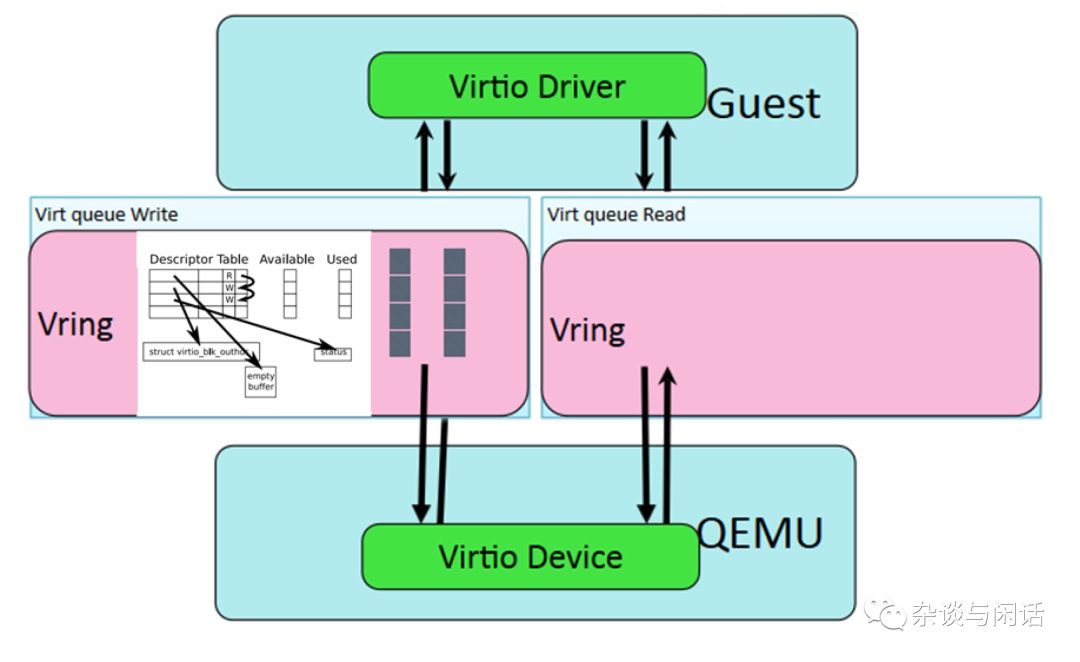 Virtio Driver
Guest
Virt queue Write
Virt queue Read
Descriptor Table Available Used
R
W
W
Vring
Vring
struct virtio_blk_outhdr
status
empty
buffer
QEMU
Virtio Device
杂谈与闲话